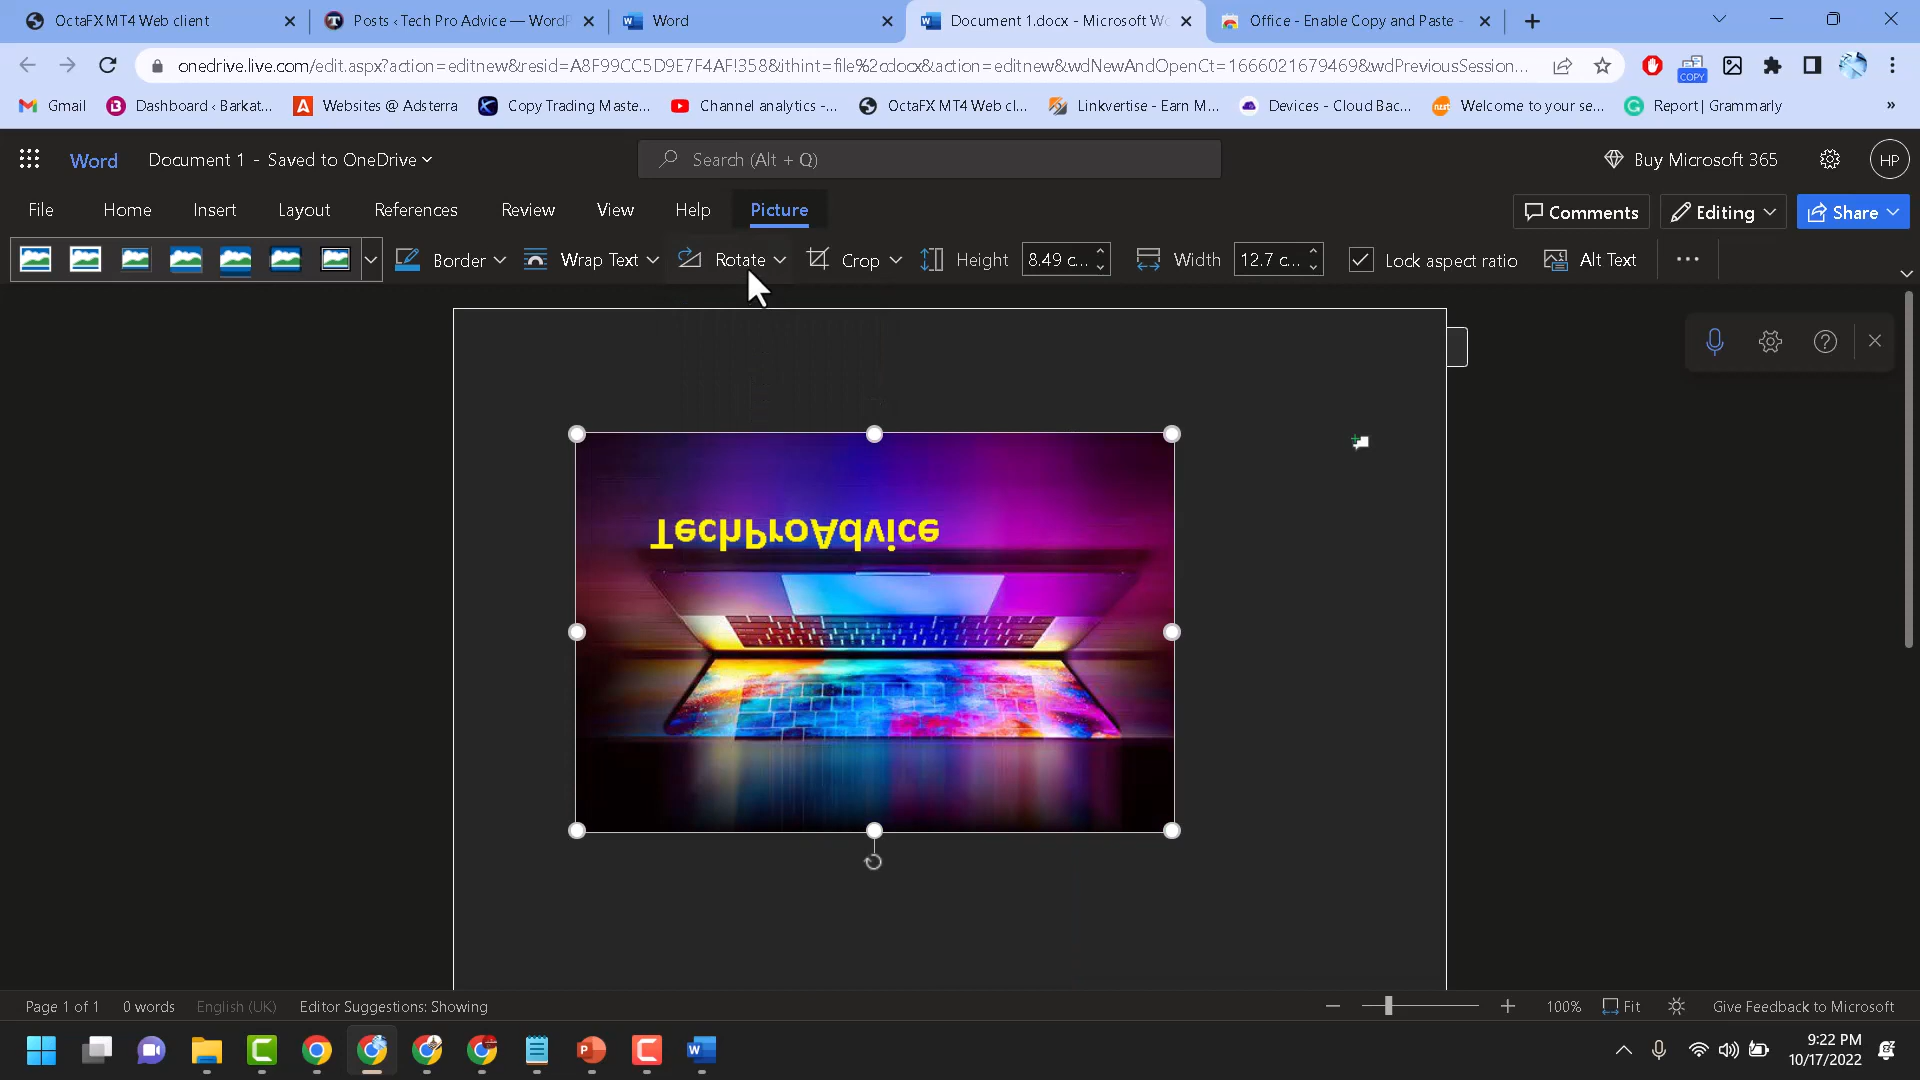 OctaFX MT4 Web client
Posts ‹ Tech Pro Advice — WordP
Word
Document 1.docx - Microsoft Wo
Office - Enable Copy and Paste -
onedrive.live.com/edit.aspx?action=editnew&resid=A8F99CC5D9E7F4AF!358&ithint=file%2cdocx&action=editnew&wdNewAndOpenCt=1666021679469&wdPreviousSession...
COPY
Gmail
Dashboard ‹ Barkat...
Websites @ Adsterra
Copy Trading Maste...
Channel analytics -...
OctaFX MT4 Web cl...
Linkvertise - Earn M...
Devices - Cloud Bac...
Welcome to your se...
Report | Grammarly
»
Word
Document 1 - Saved to OneDrive
Search (Alt + Q)
Buy Microsoft 365
HP
File
Home
Insert
Layout
References
Review
View
Help
Picture
Comments
Editing
Share
Border
Wrap Text
Rotate
Crop
Height
8.49 c...
Width
12.7 c...
Lock aspect ratio
Alt Text
TechProAdvice
Page 1 of 1
0 words
English (UK)
Editor Suggestions: Showing
100%
Fit
Give Feedback to Microsoft
9:22 PM
10/17/2022